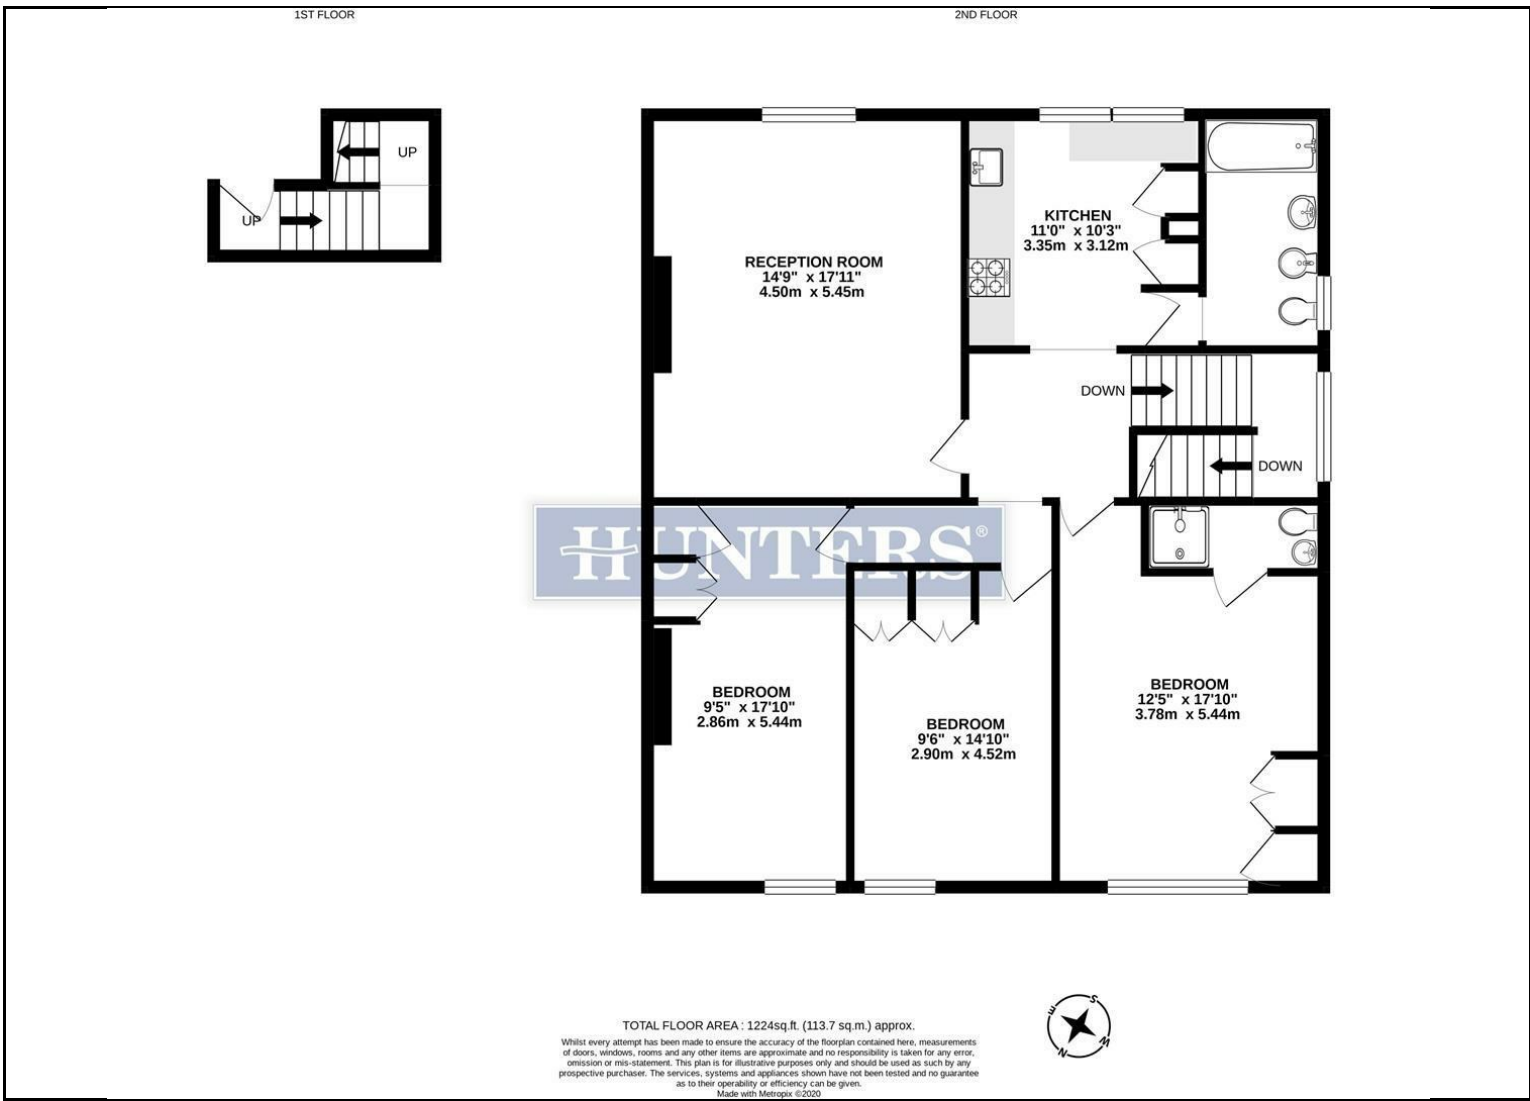 1ST FLOOR
2ND FLOOR
UP
UP
RECEPTION ROOM
14'9" x 17'11"
4.50m x 5.45m
KITCHEN
11'0" x 10'3"
3.35m x 3.12m
DOWN
DOWN
HUNTERS®
BEDROOM
9'5" x 17'10"
2.86m x 5.44m
BEDROOM
9'6" x 14'10"
2.90m x 4.52m
BEDROOM
12'5" x 17'10"
3.78m x 5.44m
S
E
W
N
TOTAL FLOOR AREA : 1224sq.ft. (113.7 sq.m.) approx.
Whilst every attempt has been made to ensure the accuracy of the floorplan contained here, measurements
of doors, windows, rooms and any other items are approximate and no responsibility is taken for any error,
omission or mis-statement. This plan is for illustrative purposes only and should be used as such by any
prospective purchaser. The services, systems and appliances shown have not been tested and no guarantee
as to their operability or efficiency can be given.
Made with Metropix ©2020